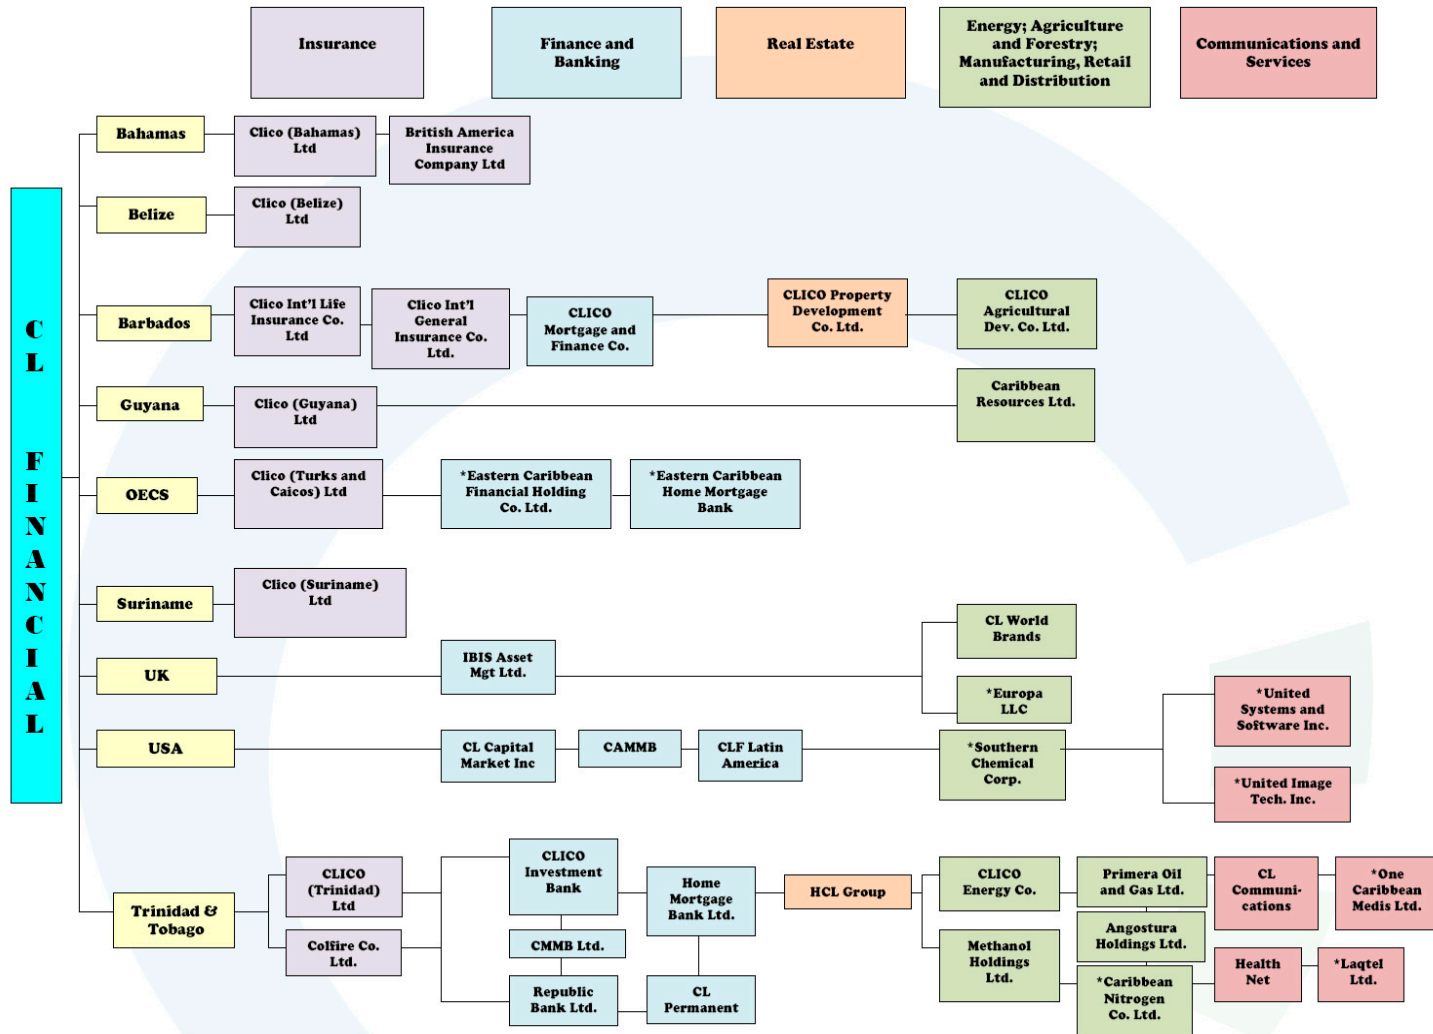 Insurance
Finance and
Banking
Real Estate
Energy; Agriculture
and Forestry;
Manufacturing, Retail
and Distribution
Communications and
Services
CL FINANCIAL
Bahamas
Clico (Bahamas)
Ltd
British America
Insurance
Company Ltd
Belize
Clico (Belize)
Ltd
Barbados
Clico Int'l Life
Insurance Co.
Ltd
Clico Int'l
General
Insurance Co.
Ltd.
CLICO
Mortgage and
Finance Co.
CLICO Property
Development
Co. Ltd.
CLICO
Agricultural
Dev. Co. Ltd.
Guyana
Clico (Guyana)
Ltd
Caribbean
Resources Ltd.
OECS
Clico (Turks and
Caicos) Ltd
*Eastern Caribbean
Financial Holding
Co. Ltd.
*Eastern Caribbean
Home Mortgage
Bank
Suriname
Clico (Suriname)
Ltd
UK
IBIS Asset
Mgt Ltd.
CL World
Brands
*Europa
LLC
USA
CL Capital
Market Inc
CAMMB
CLF Latin
America
*Southern
Chemical
Corp.
*United
Systems and
Software Inc.
*United Image
Tech. Inc.
Trinidad &
Tobago
CLICO
(Trinidad)
Ltd
Colfire Co.
Ltd.
CLICO
Investment
Bank
CMMB Ltd.
Republic
Bank Ltd.
Home
Mortgage
Bank Ltd.
CL
Permanent
HCL Group
CLICO
Energy Co.
Methanol
Holdings
Ltd.
Primera Oil
and Gas Ltd.
Angostura
Holdings Ltd.
*Caribbean
Nitrogen
Co. Ltd.
CL
Communi-
cations
*One
Caribbean
Medis Ltd.
Health
Net
*Laqtel
Ltd.